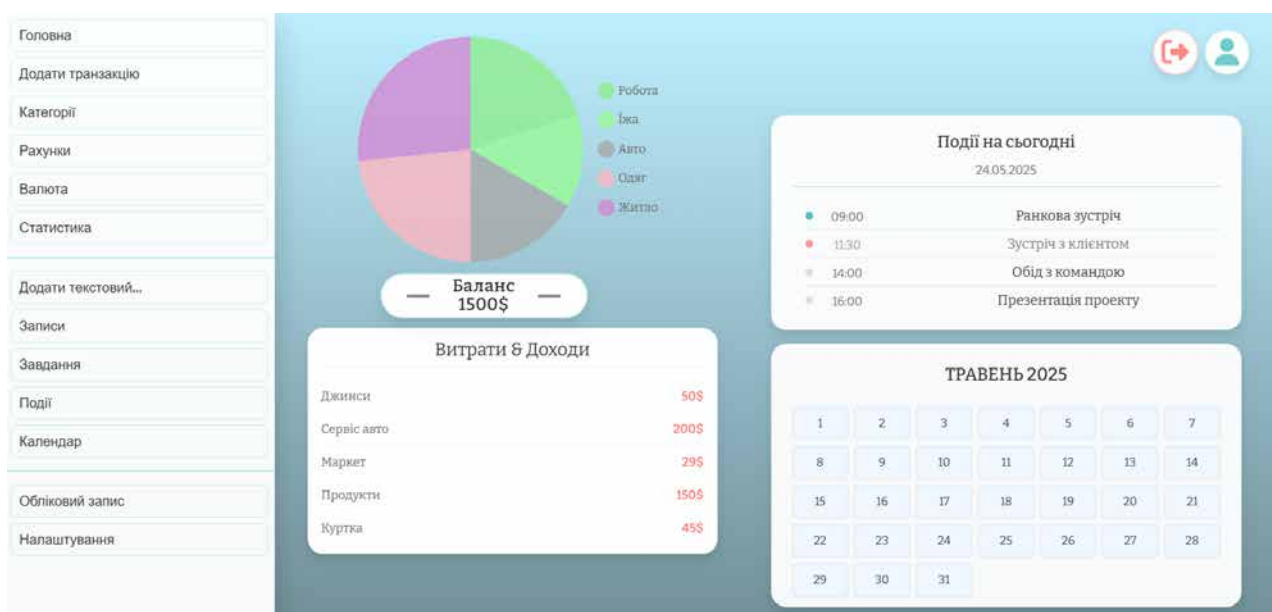 Головна
Додати транзакцію
Категорії
Рахунки
Валюта
Статистика
Додати текстовий...
Записи
Завдання
Події
Календар
Обліковий запис
Налаштування
Робота
Їжа
Авто
Одяг
Житло
Баланс
1500$
Витрати & Доходи
Джинси 50$
Сервіс авто 200$
Маркет 29$
Продукти 150$
Куртка 45$
Події на сьогодні
24.05.2025
09:00 Ранкова зустріч
11:30 Зустріч з клієнтом
14:00 Обід з командою
16:00 Презентація проекту
ТРАВЕНЬ 2025
1 2 3 4 5 6 7
8 9 10 11 12 13 14
15 16 17 18 19 20 21
22 23 24 25 26 27 28
29 30 31